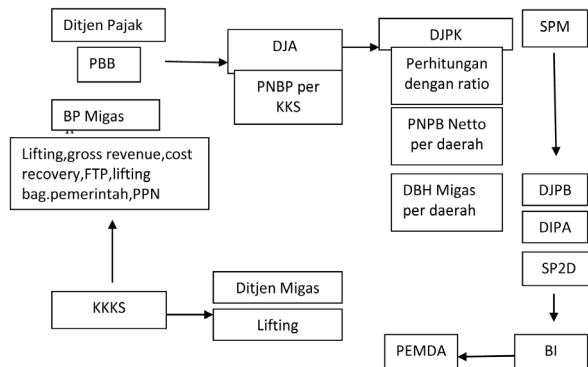 Ditjen Pajak
PBB
BP Migas
Lifting,gross revenue,cost
recovery,FTP,lifting
bag.pemerintah,PPN
KKKS
Ditjen Migas
Lifting
DJA
PNBP per
KKS
DJPK
Perhitungan
dengan ratio
PNPB Netto
per daerah
DBH Migas
per daerah
SPM
DJPB
DIPA
SP2D
BI
PEMDA